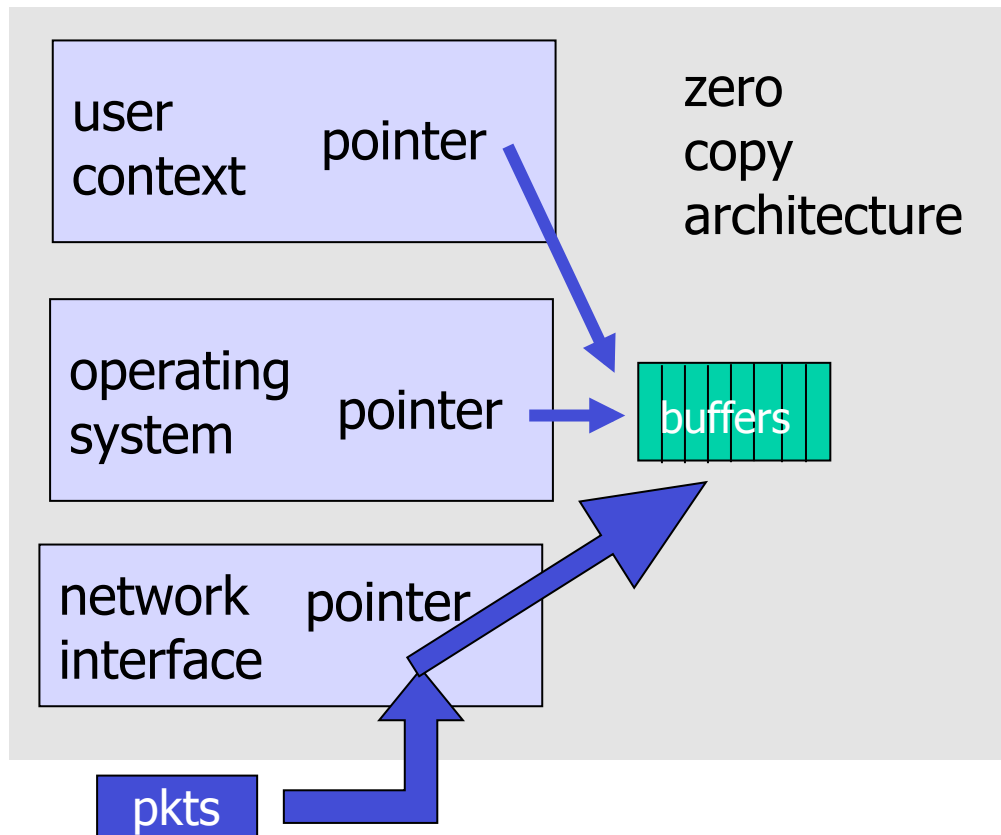 user
context
pointer
zero
copy
architecture
operating
system
pointer
buffers
network
interface
pointer
pkts